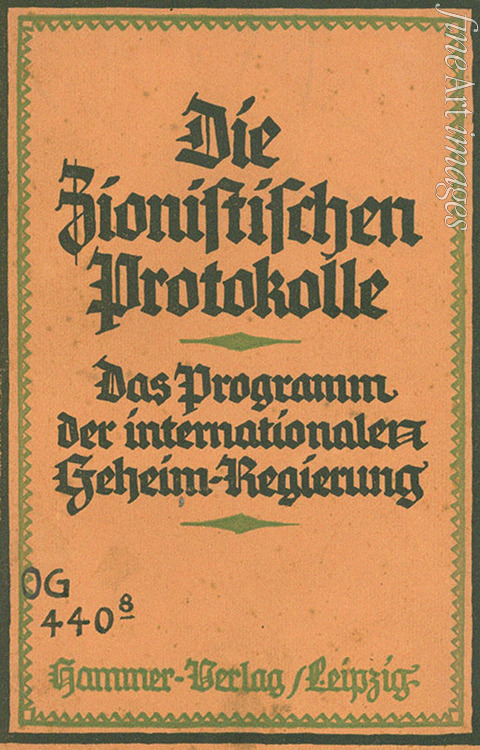 Die
Zionistischen
Protokolle
Das Programm
der internationalen
Geheim-Regierung
OG
440⁸
Hammer-Verlag / Leipzig
fineArtimages